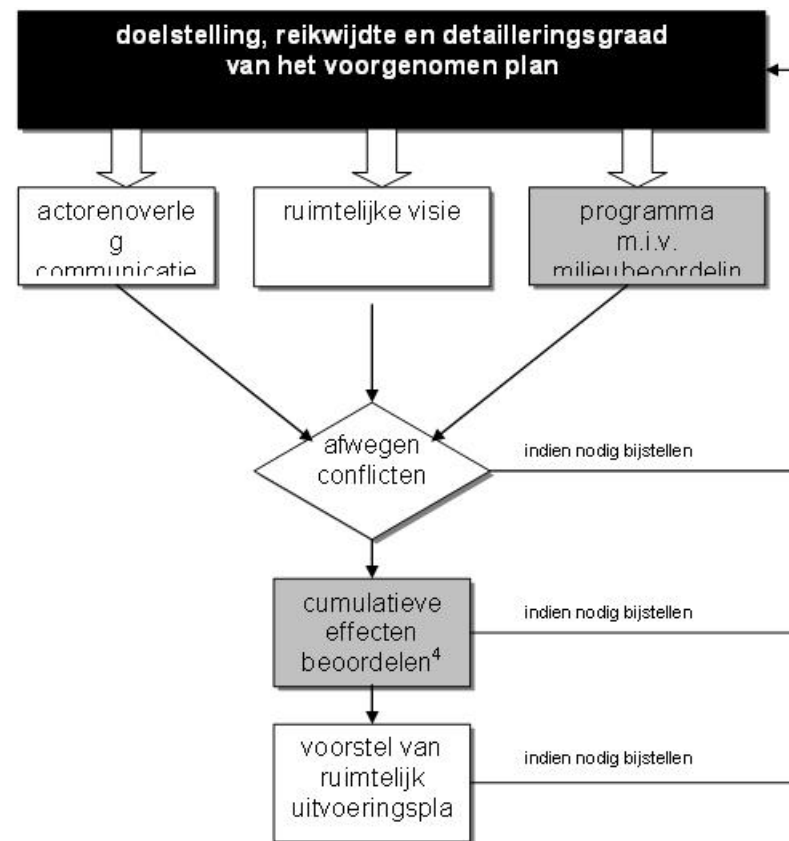 doelstelling, reikwijdte en detailleringsgraad
van het voorgenomen plan
actorenoverle
g
communicatie
ruimtelijke visie
programma
m.i.v.
milieubeoordelin
afwegen
conflicten
indien nodig bijstellen
cumulatieve
effecten
beoordelen⁴
indien nodig bijstellen
voorstel van
ruimtelijk
uitvoeringspla
indien nodig bijstellen